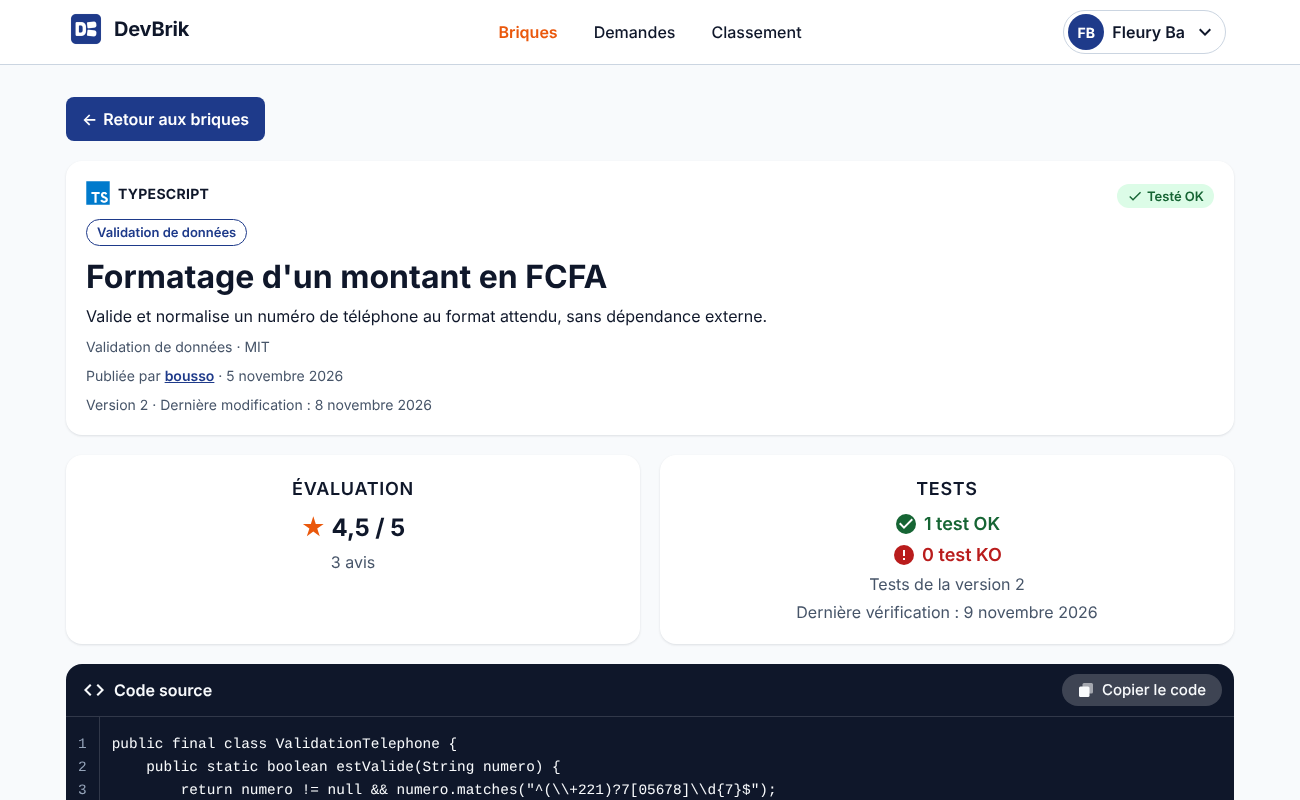 DevBrik
Briques
Demandes
Classement
FB
Fleury Ba
← Retour aux briques
TS TYPESCRIPT
✓ Testé OK
Validation de données
Formatage d'un montant en FCFA
Valide et normalise un numéro de téléphone au format attendu, sans dépendance externe.
Validation de données · MIT
Publiée par bousso · 5 novembre 2026
Version 2 · Dernière modification : 8 novembre 2026
ÉVALUATION
★ 4,5 / 5
3 avis
TESTS
1 test OK
0 test KO
Tests de la version 2
Dernière vérification : 9 novembre 2026
<> Code source
Copier le code
1 public final class ValidationTelephone {
2     public static boolean estValide(String numero) {
3         return numero != null && numero.matches("^(\\+221)?7[05678]\\d{7}$");